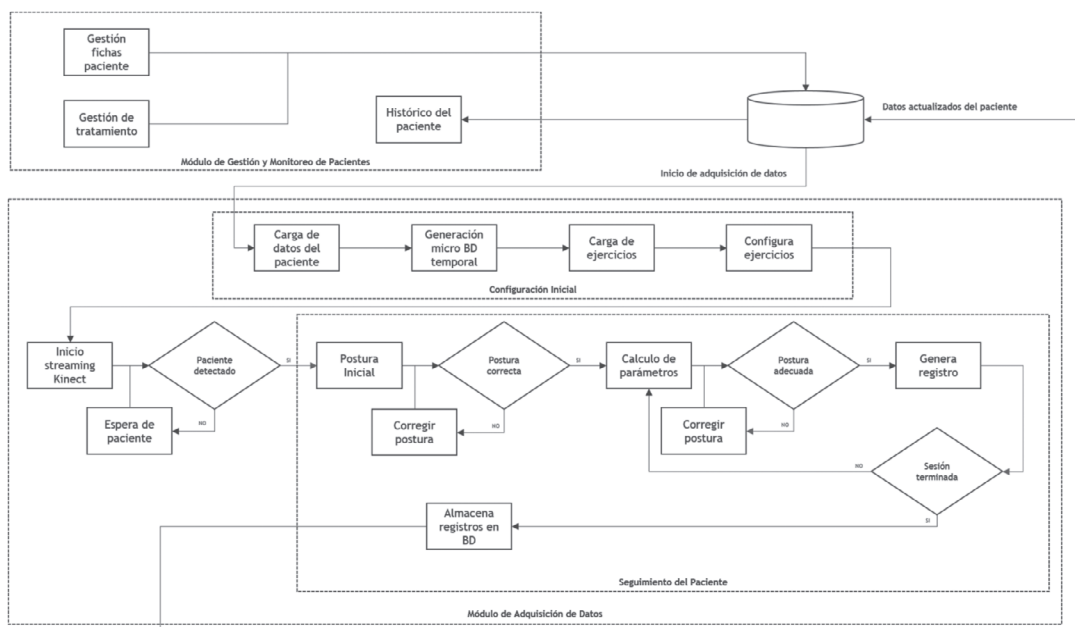 Gestión
fichas
paciente
Gestión de
tratamiento
Histórico del
paciente
Módulo de Gestión y Monitoreo de Pacientes
Datos actualizados del paciente
Inicio de adquisición de datos
Carga de
datos del
paciente
Generación
micro BD
temporal
Carga de
ejercicios
Configura
ejercicios
Configuración Inicial
Inicio
streaming
Kinect
Paciente
detectado
SI
NO
Espera de
paciente
Postura
Inicial
Postura
correcta
SI
NO
Corregir
postura
Calculo de
parámetros
Postura
adecuada
SI
NO
Corregir
postura
Genera
registro
Sesión
terminada
NO
SI
Almacena
registros en
BD
Seguimiento del Paciente
Módulo de Adquisición de Datos